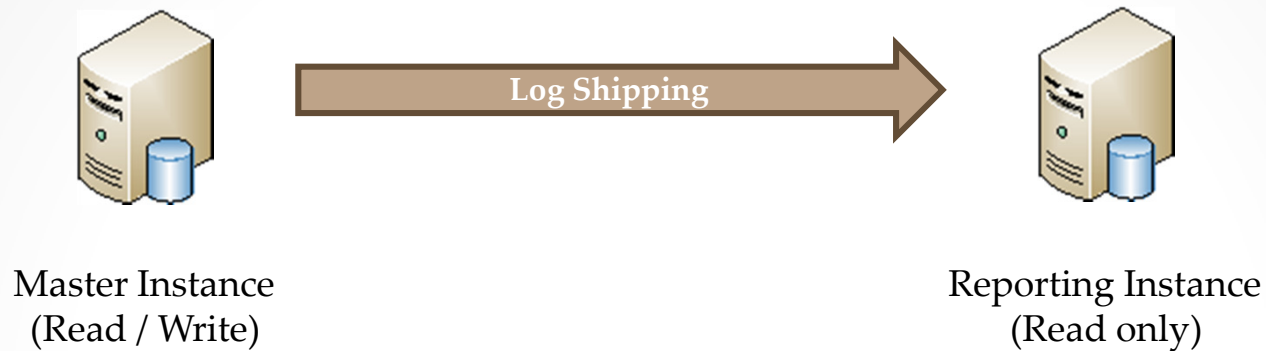 Log Shipping
Master Instance
(Read / Write)
Reporting Instance
(Read only)